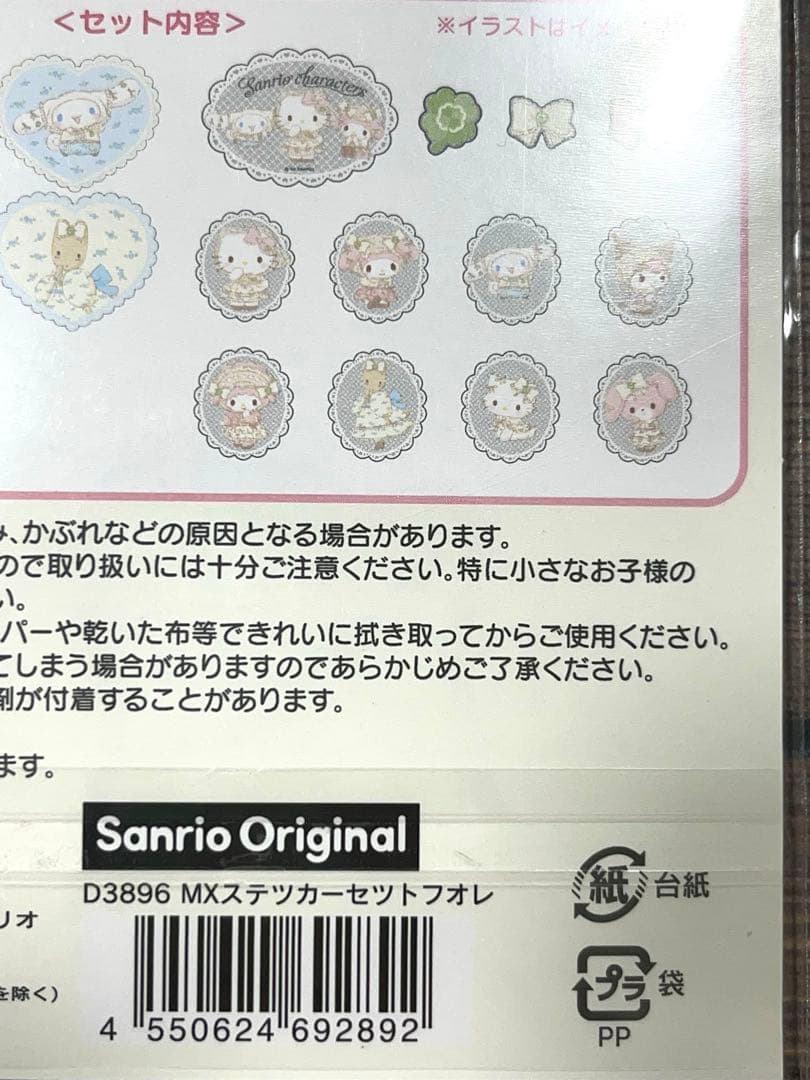 <セット内容>
※イラストはイメ
Sanrio characters
み、かぶれなどの原因となる場合があります。
ので取り扱いには十分ご注意ください。特に小さなお子様の
い。
パーや乾いた布等できれいに拭き取ってからご使用ください。
てしまう場合がありますのであらかじめご了承ください。
剤が付着することがあります。
ます。
Sanrio Original
D3896 MXステツカーセツトフオレ
リオ
を除く)
4 550624 692892
紙 台紙
プラ 袋
PP